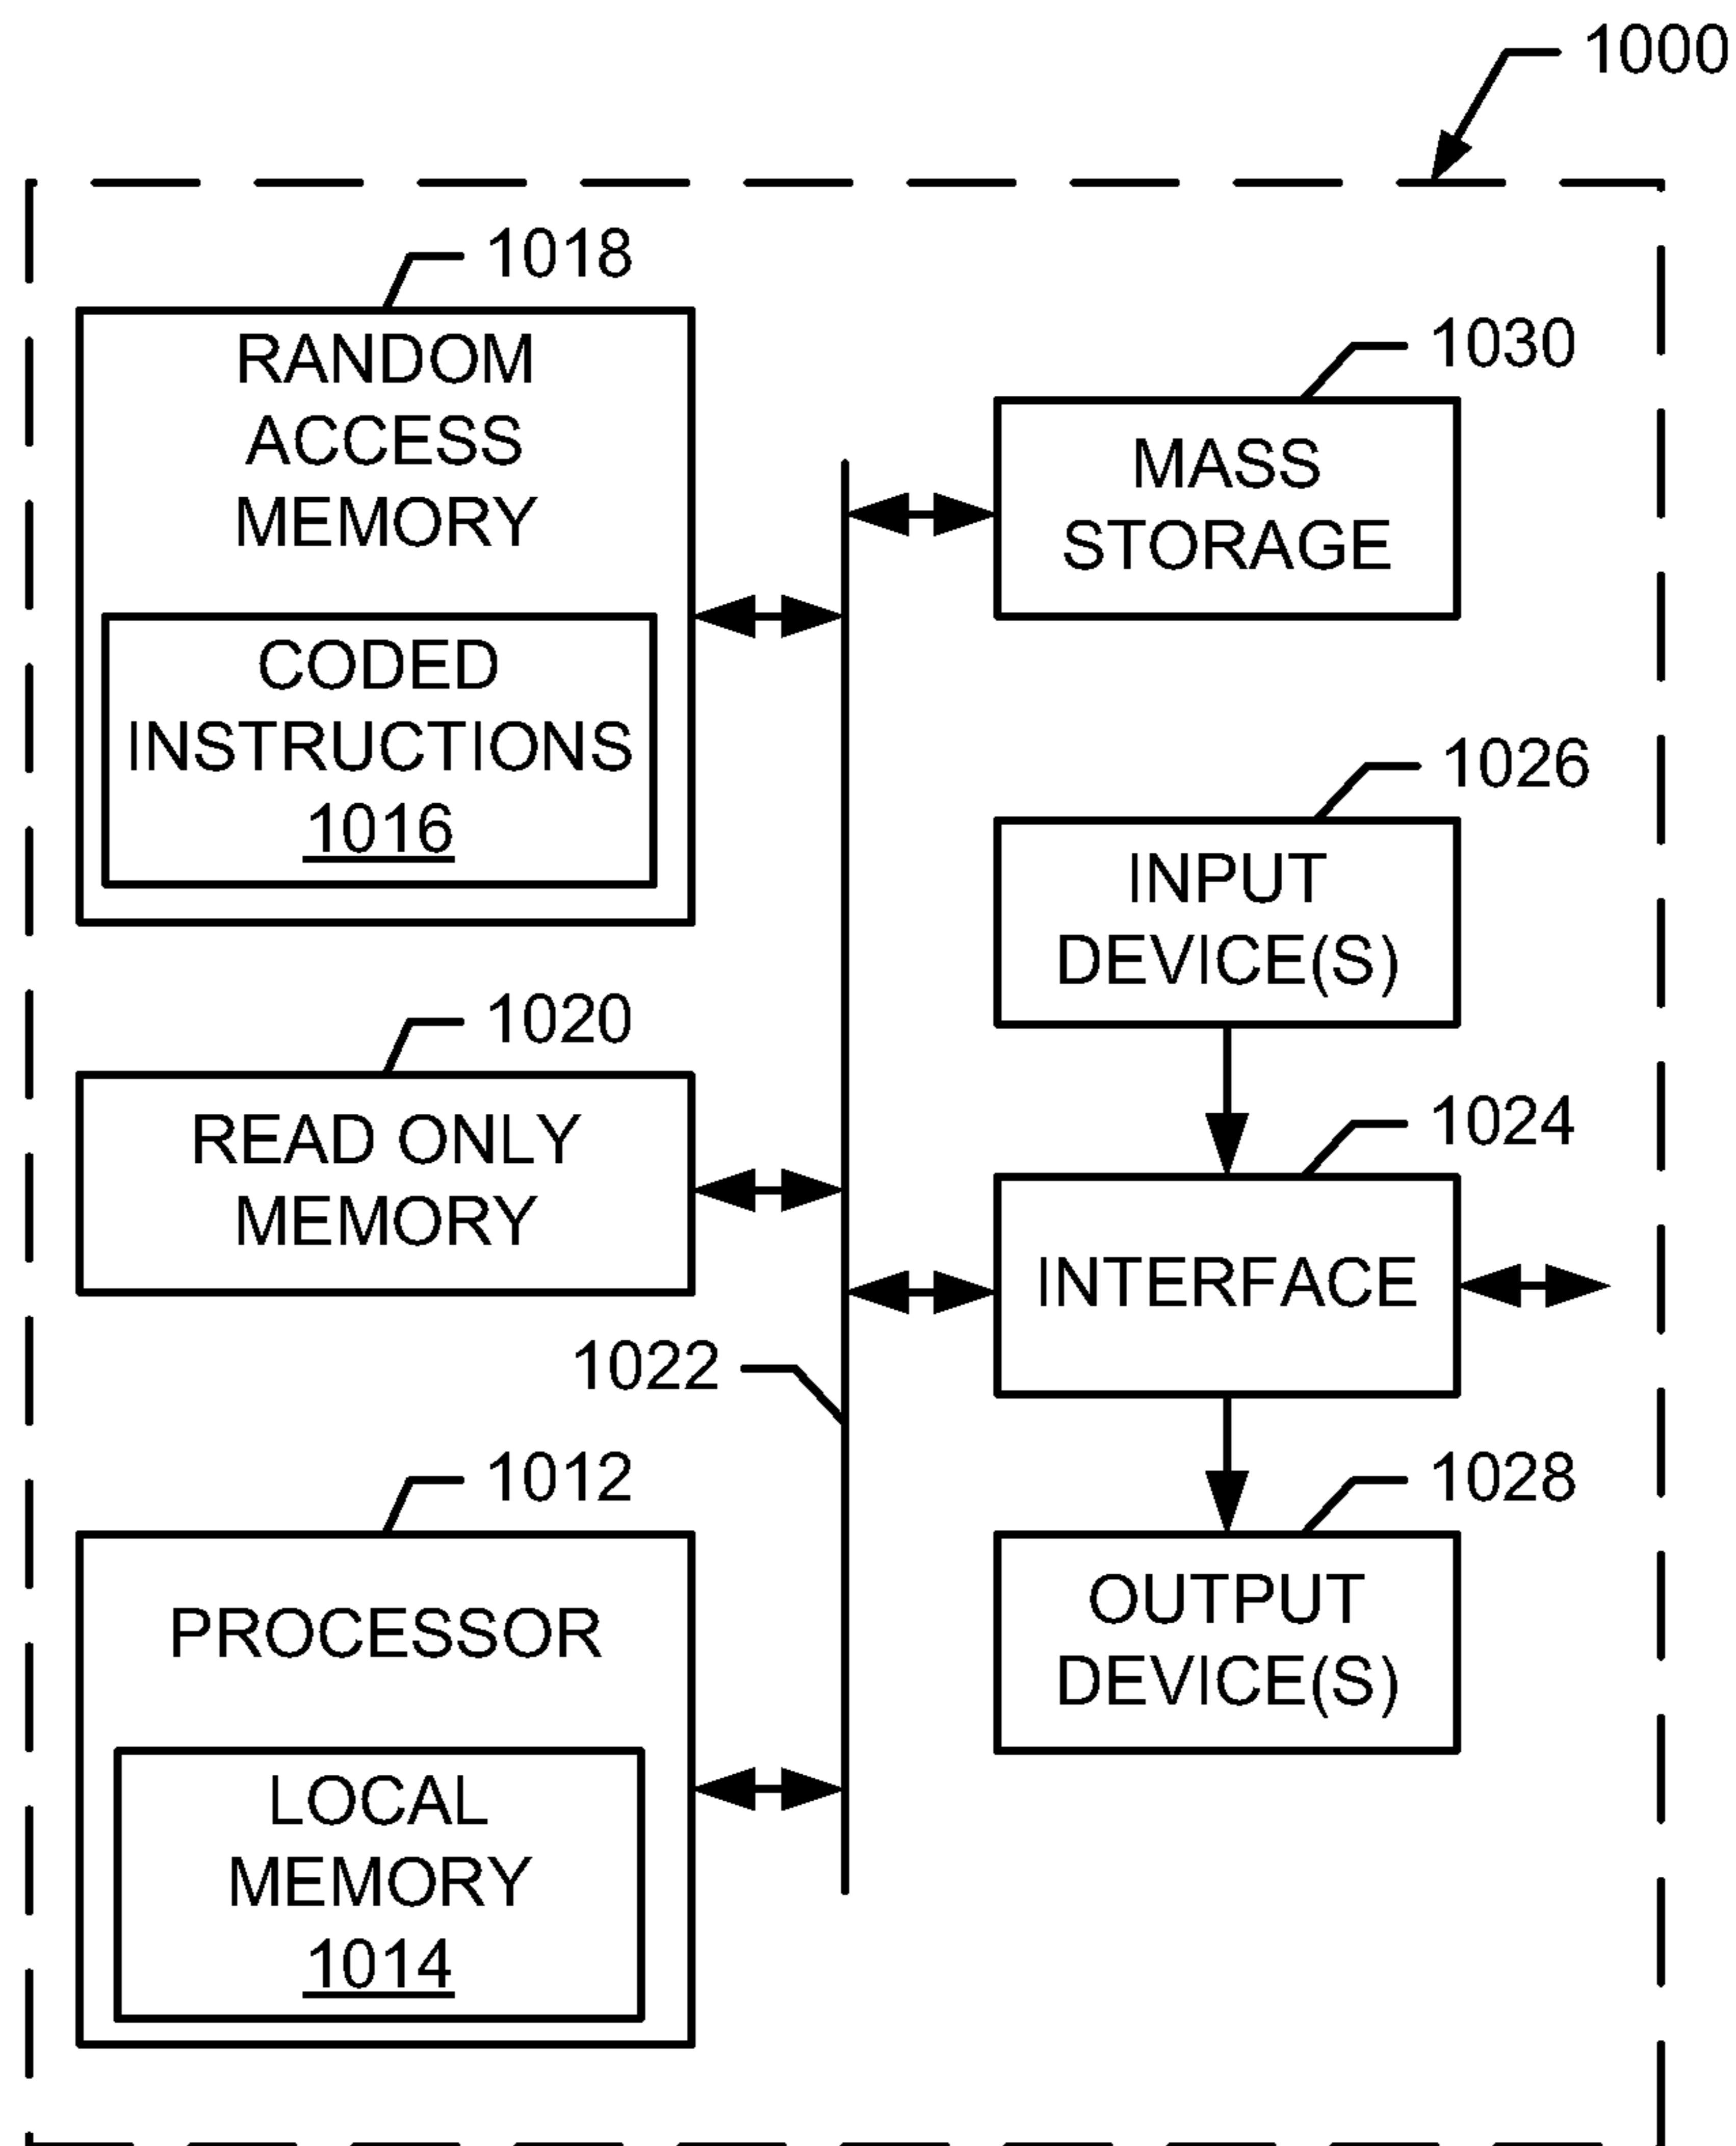 1000
1018
RANDOM
ACCESS
MEMORY
CODED
INSTRUCTIONS
1016
1030
MASS
STORAGE
1026
INPUT
DEVICE(S)
1020
READ ONLY
MEMORY
1024
INTERFACE
1022
1012
PROCESSOR
LOCAL
MEMORY
1014
1028
OUTPUT
DEVICE(S)